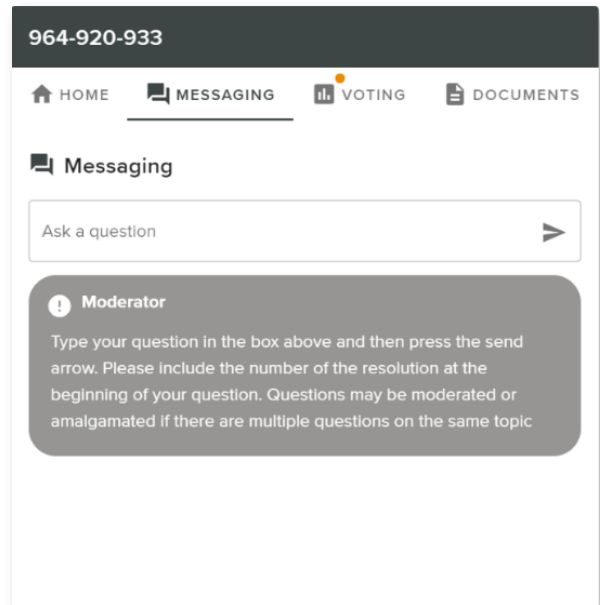 964-920-933
HOME MESSAGING VOTING DOCUMENTS
Messaging
Ask a question
Moderator
Type your question in the box above and then press the send
arrow. Please include the number of the resolution at the
beginning of your question. Questions may be moderated or
amalgamated if there are multiple questions on the same topic